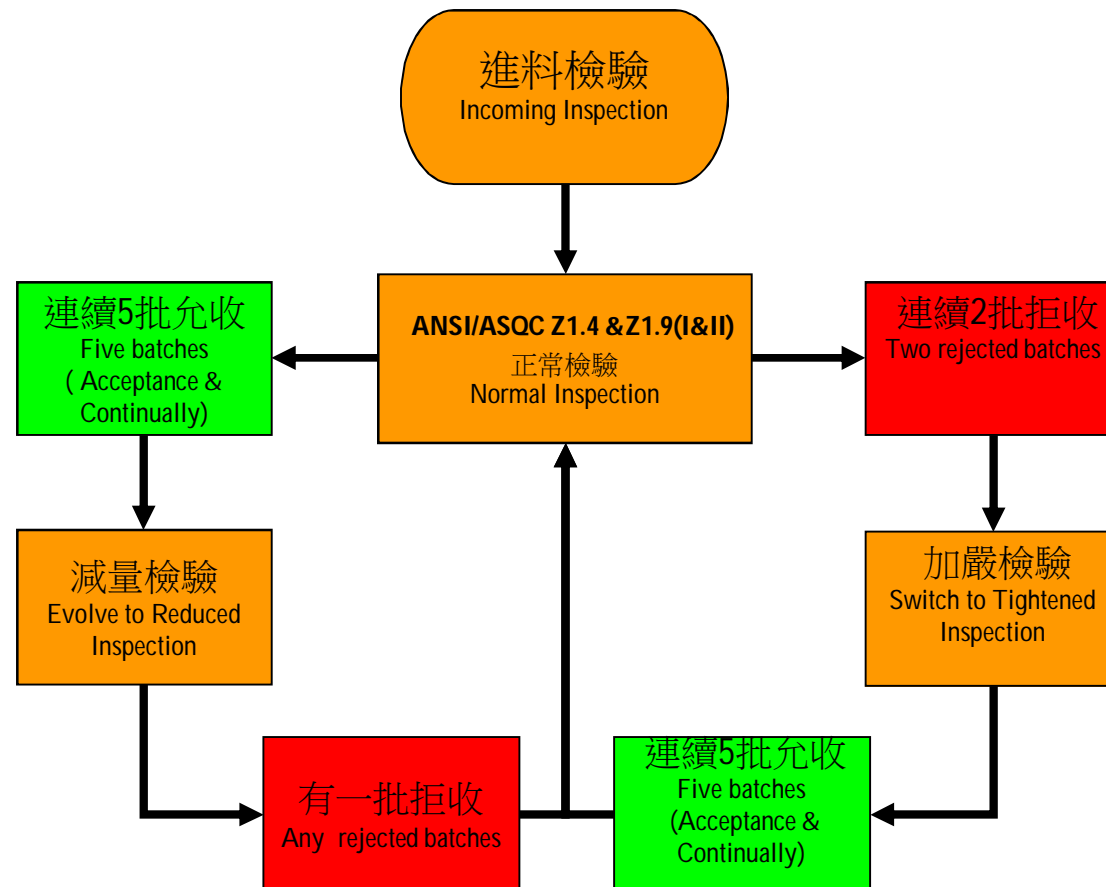 進料檢驗
Incoming Inspection
ANSI/ASQC Z1.4 &Z1.9(I&II)
正常檢驗
Normal Inspection
連續5批允收
Five batches
( Acceptance &
Continually)
連續2批拒收
Two rejected batches
減量檢驗
Evolve to Reduced
Inspection
加嚴檢驗
Switch to Tightened
Inspection
有一批拒收
Any rejected batches
連續5批允收
Five batches
(Acceptance &
Continually)